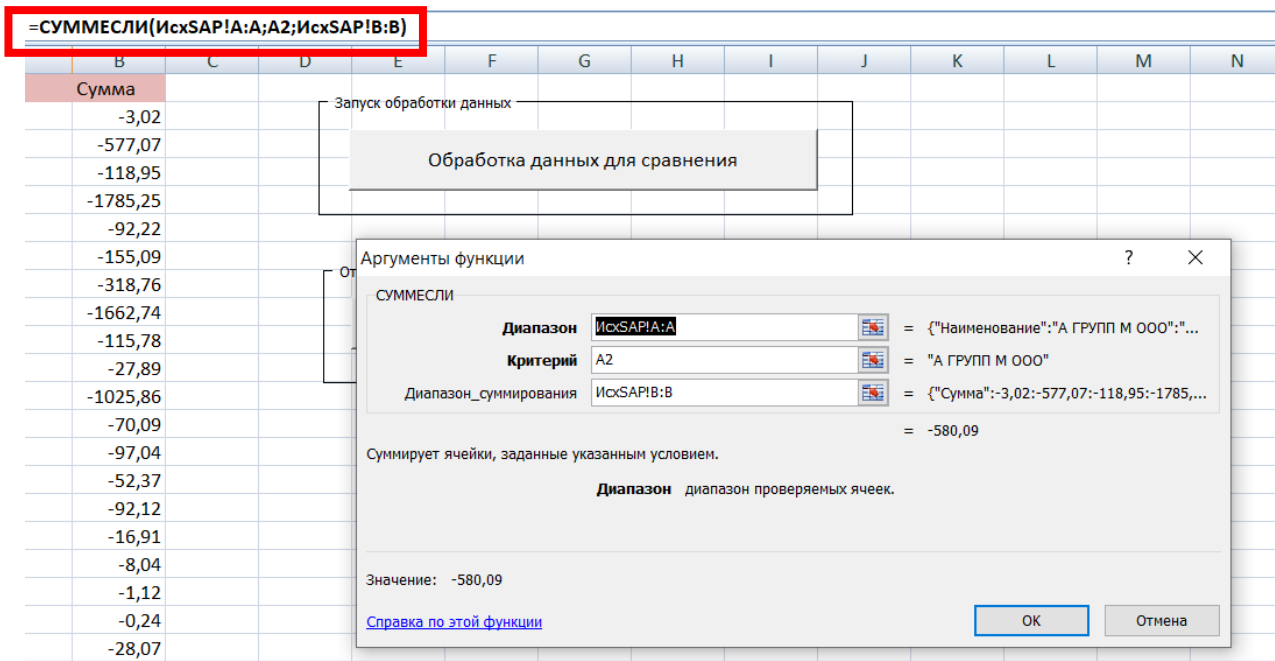 =СУММЕСЛИ(ИсхSAP!A:A;A2;ИсхSAP!B:B)
B C D E F G H I J K L M N
Сумма
-3,02
Запуск обработки данных
-577,07
Обработка данных для сравнения
-118,95
-1785,25
-92,22
-155,09
-318,76
-1662,74
-115,78
-27,89
-1025,86
-70,09
-97,04
-52,37
-92,12
-16,91
-8,04
-1,12
-0,24
-28,07
От
Аргументы функции ? ×
СУММЕСЛИ
Диапазон ИсхSAP!A:A = {"Наименование":"А ГРУПП М ООО":"...
Критерий A2 = "А ГРУПП М ООО"
Диапазон_суммирования ИсхSAP!B:B = {"Сумма":-3,02:-577,07:-118,95:-1785,...
= -580,09
Суммирует ячейки, заданные указанным условием.
Диапазон диапазон проверяемых ячеек.
Значение: -580,09
Справка по этой функции
ОК Отмена